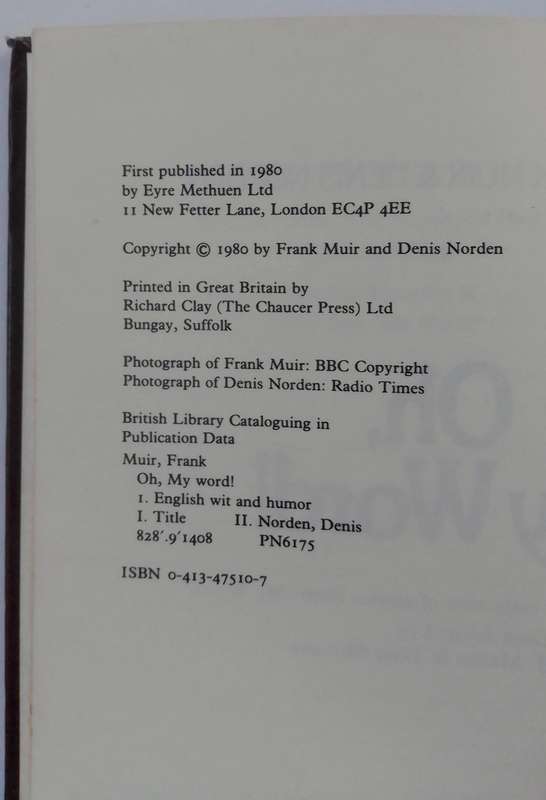 First published in 1980
by Eyre Methuen Ltd
11 New Fetter Lane, London EC4P 4EE
Copyright © 1980 by Frank Muir and Denis Norden
Printed in Great Britain by
Richard Clay (The Chaucer Press) Ltd
Bungay, Suffolk
Photograph of Frank Muir: BBC Copyright
Photograph of Denis Norden: Radio Times
British Library Cataloguing in
Publication Data
Muir, Frank
Oh, My word!
1. English wit and humor
I. Title II. Norden, Denis
828'.9'1408 PN6175
ISBN 0-413-47510-7